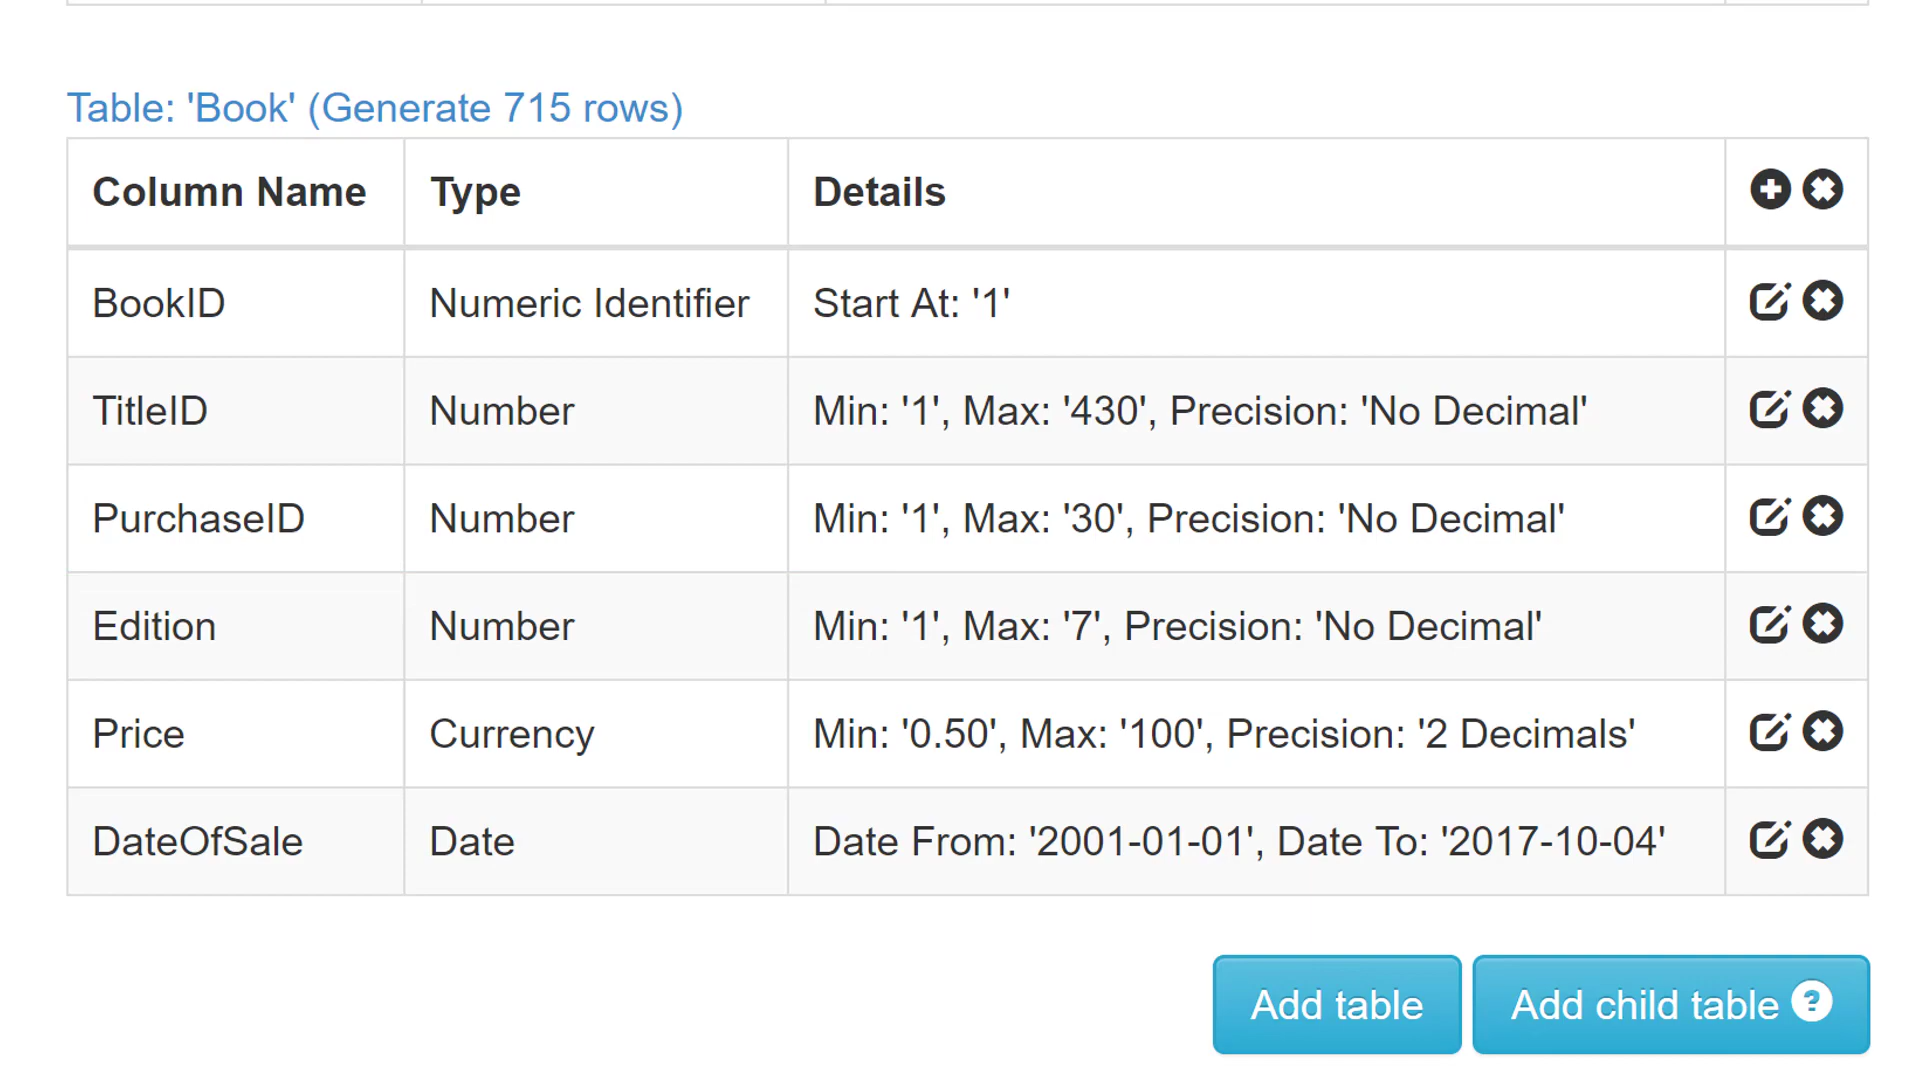 Table: 'Book' (Generate 715 rows)
Column Name Type Details
BookID Numeric Identifier Start At: '1'
TitleID Number Min: '1', Max: '430', Precision: 'No Decimal'
PurchaseID Number Min: '1', Max: '30', Precision: 'No Decimal'
Edition Number Min: '1', Max: '7', Precision: 'No Decimal'
Price Currency Min: '0.50', Max: '100', Precision: '2 Decimals'
DateOfSale Date Date From: '2001-01-01', Date To: '2017-10-04'
Add table Add child table ?